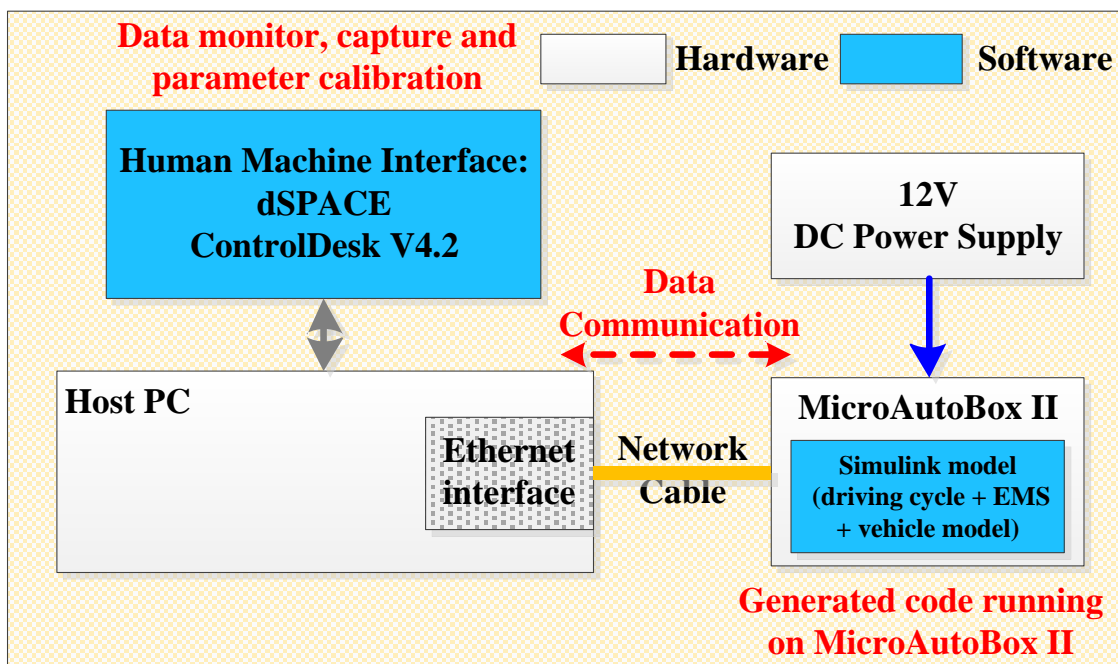 Data monitor, capture and
parameter calibration
Hardware
Software
Human Machine Interface:
dSPACE
ControlDesk V4.2
12V
DC Power Supply
Data
Communication
Host PC
Ethernet
interface
Network
Cable
MicroAutoBox II
Simulink model
(driving cycle + EMS
+ vehicle model)
Generated code running
on MicroAutoBox II